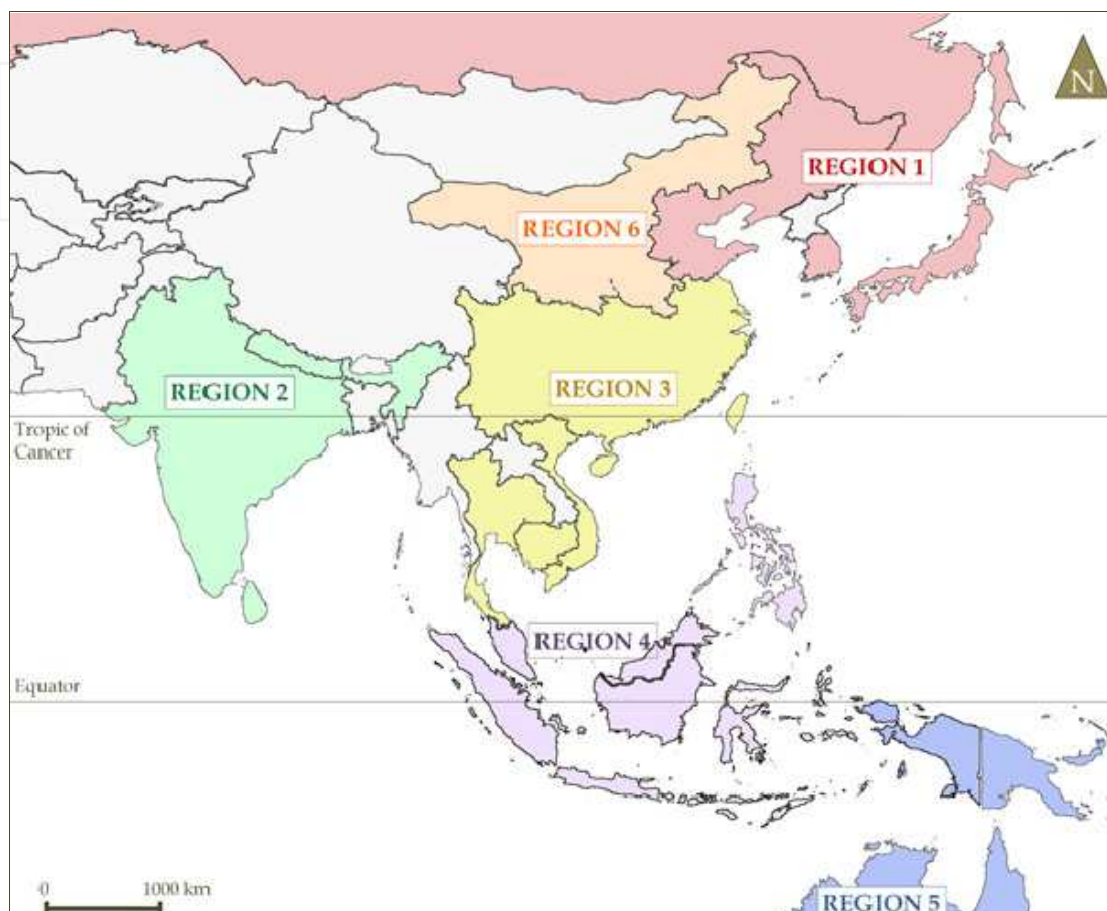 N
REGION 1
REGION 6
REGION 2
REGION 3
Tropic of
Cancer
REGION 4
Equator
0 1000 km
REGION 5